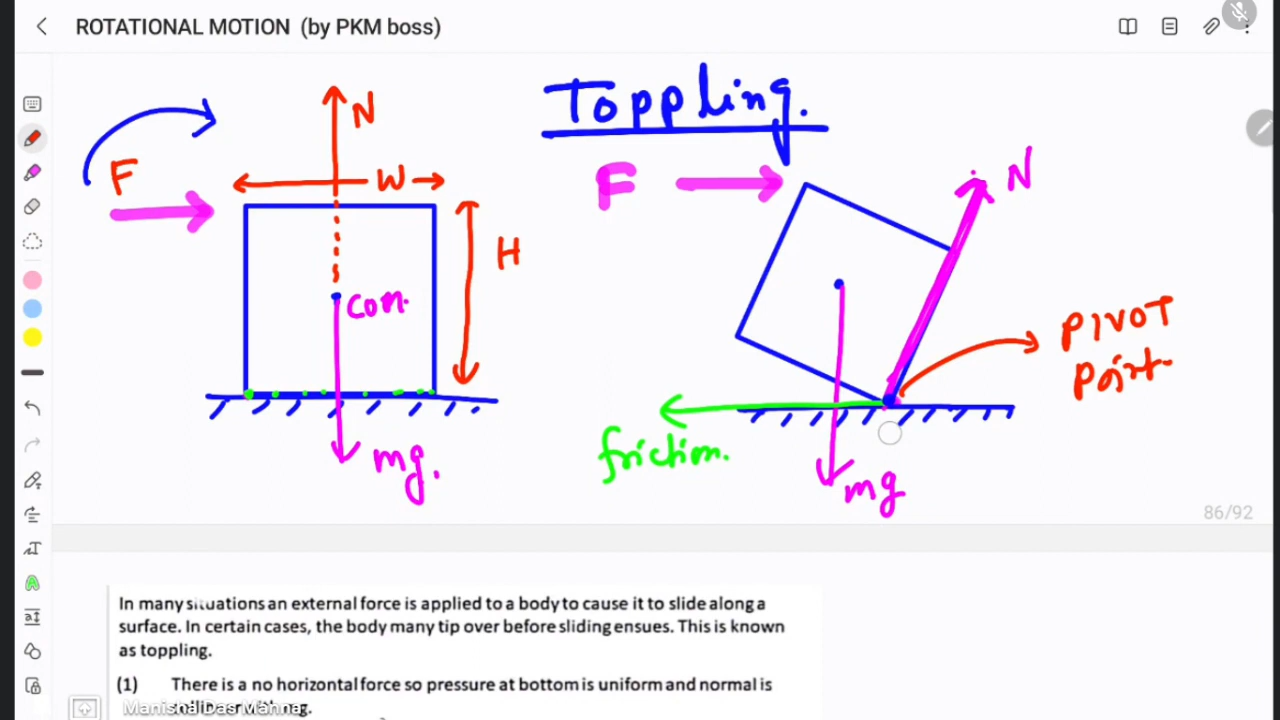 ROTATIONAL MOTION (by PKM boss)
Toppling.
N
F
W
H
com.
mg.
F
N
PIVOT
Point
friction.
mg
86/92
In many situations an external force is applied to a body to cause it to slide along a
surface. In certain cases, the body many tip over before sliding ensues. This is known
as toppling.
(1) There is a no horizontal force so pressure at bottom is uniform and normal is
Manisha Das Mahna